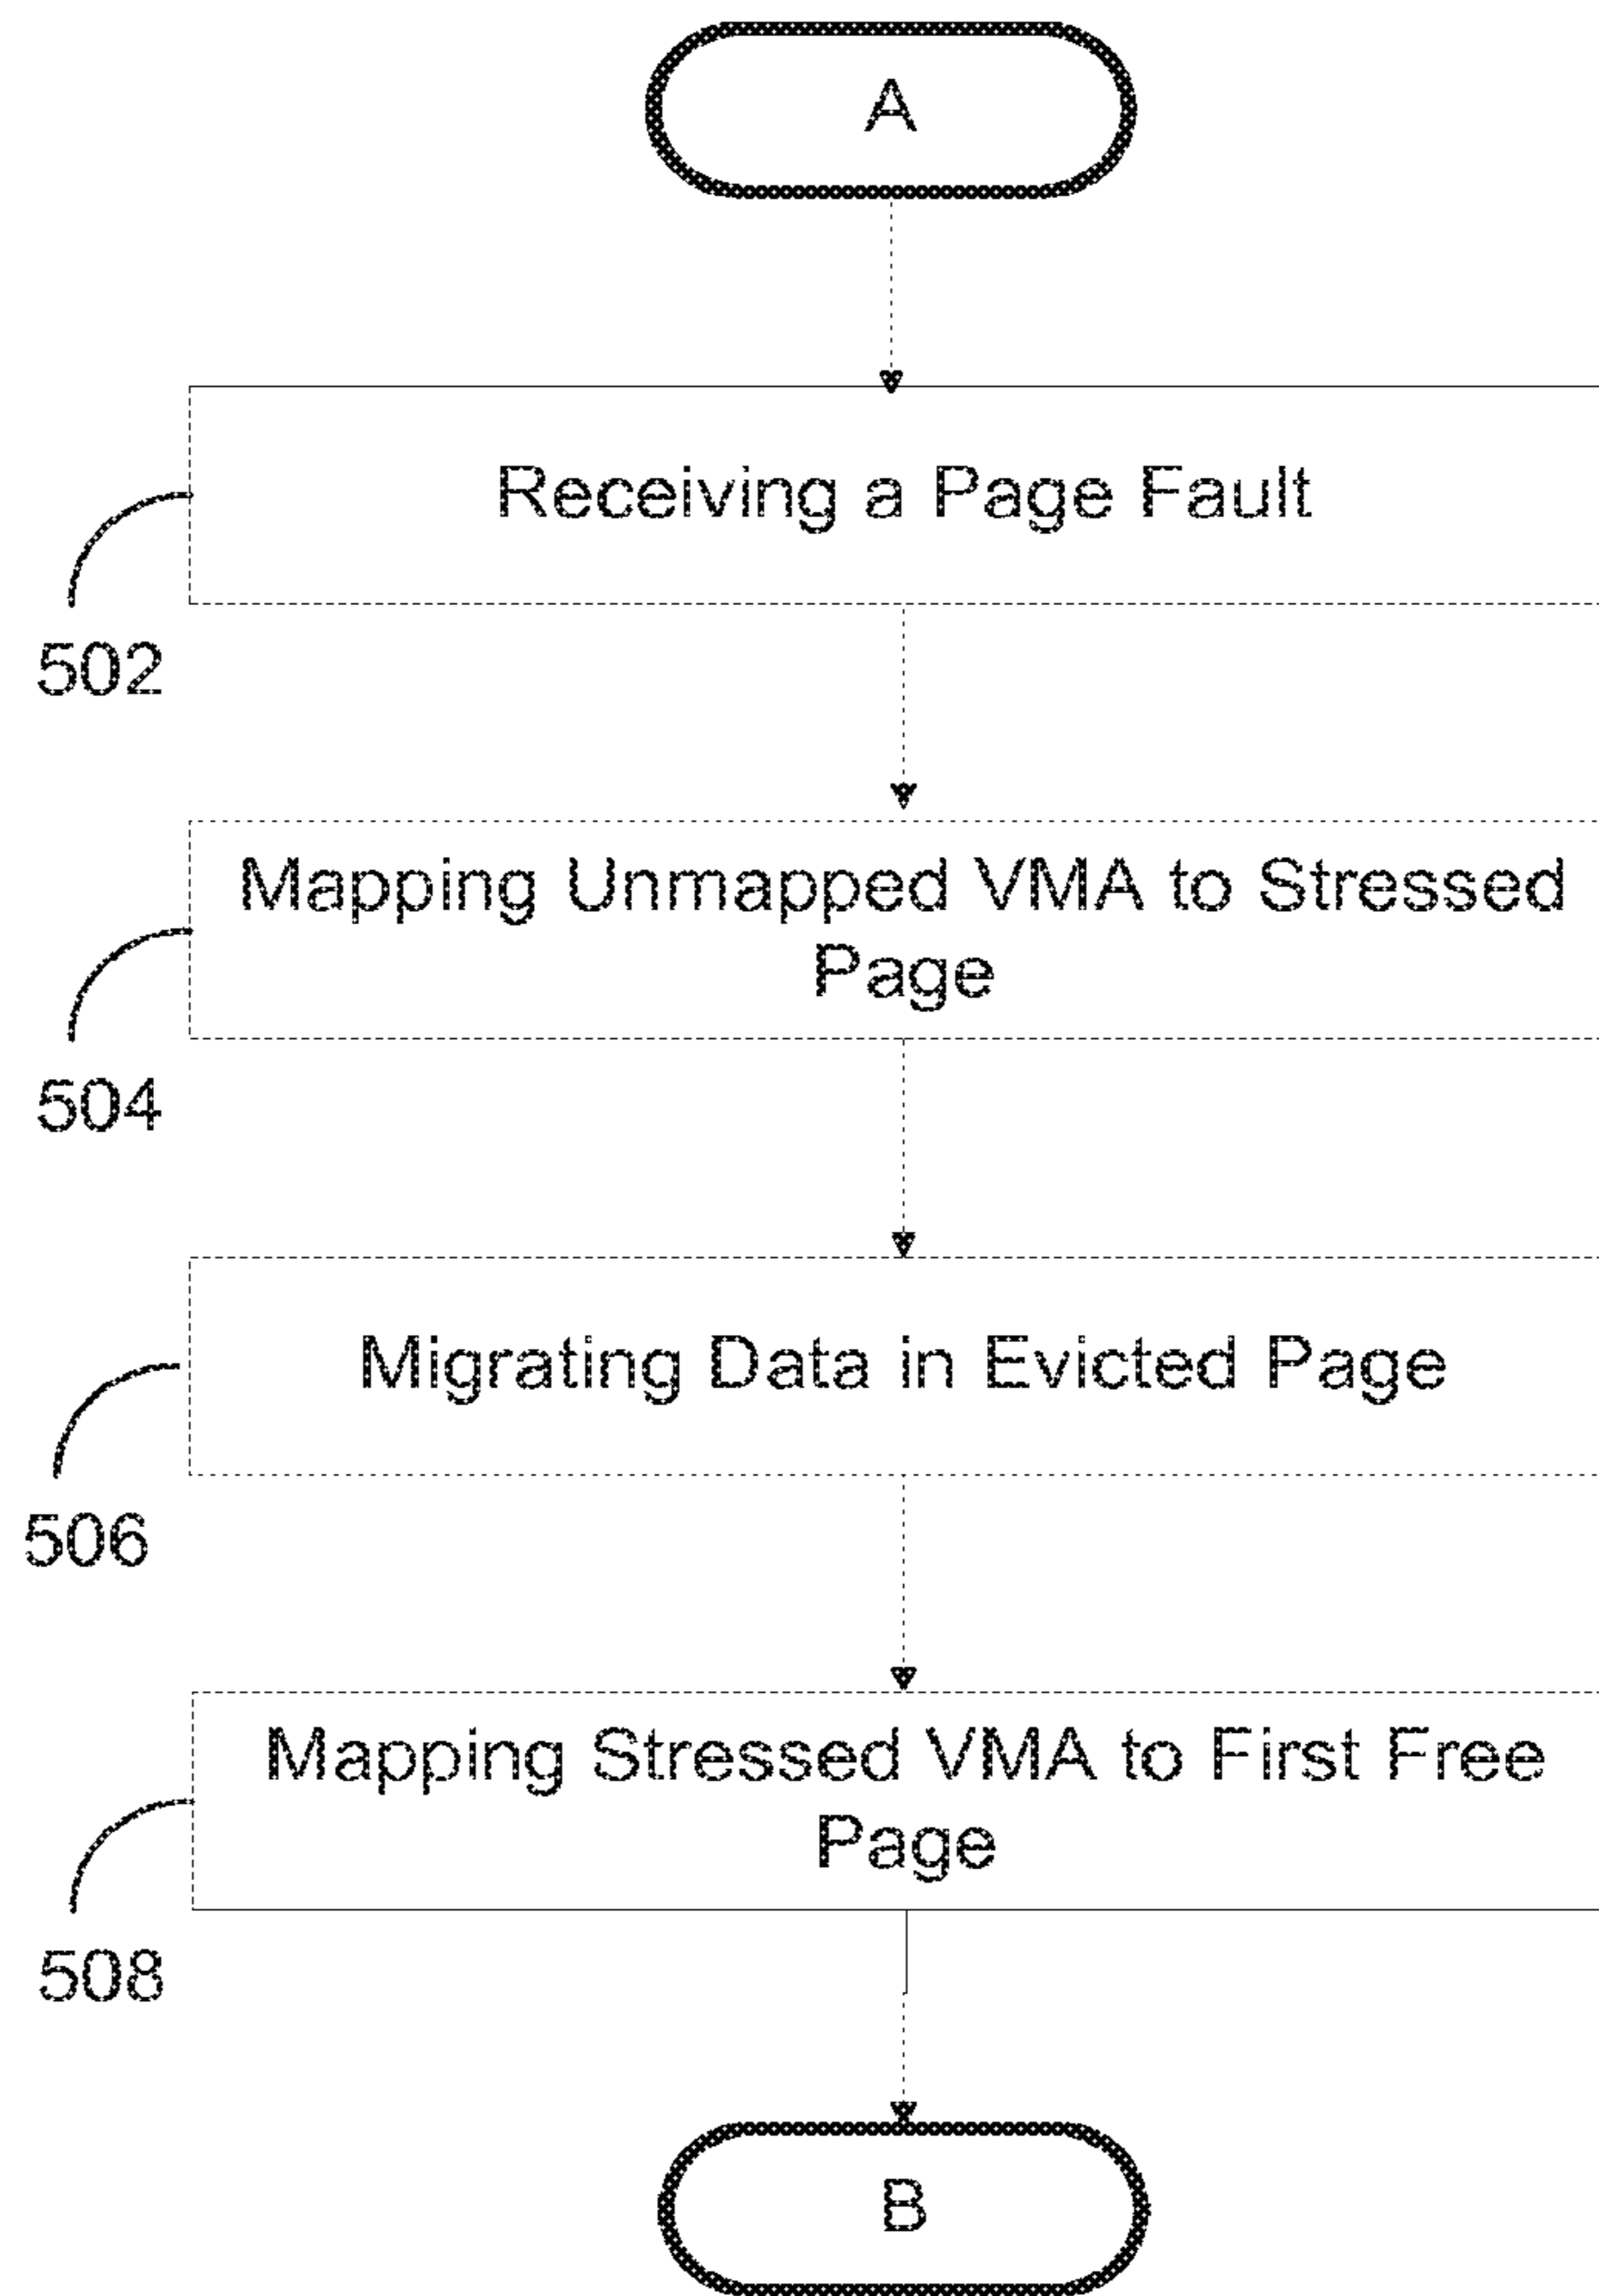 A
Receiving a Page Fault
502
Mapping Unmapped VMA to Stressed
Page
504
Migrating Data in Evicted Page
506
Mapping Stressed VMA to First Free
Page
508
B